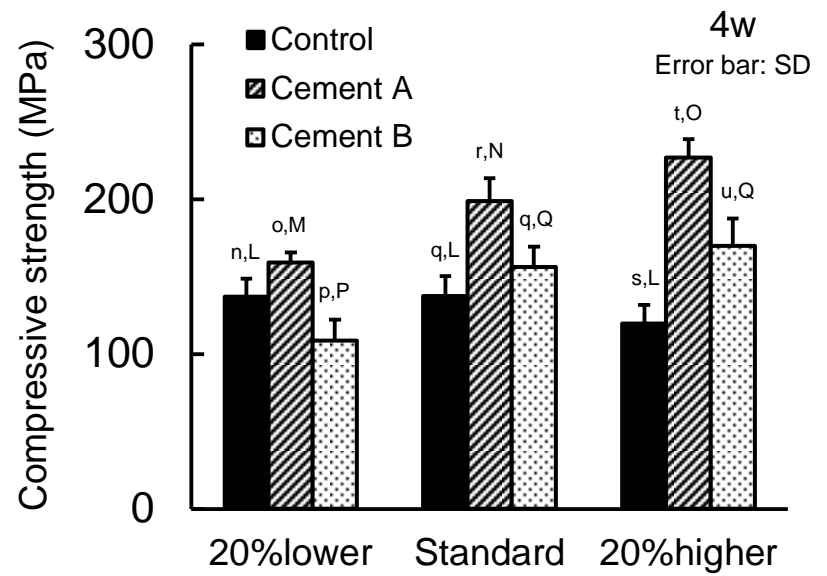 4w
Error bar: SD
Compressive strength (MPa)
300
200
100
0
Control
Cement A
Cement B
n,L
o,M
p,P
q,L
r,N
q,Q
s,L
t,O
u,Q
20%lower
Standard
20%higher